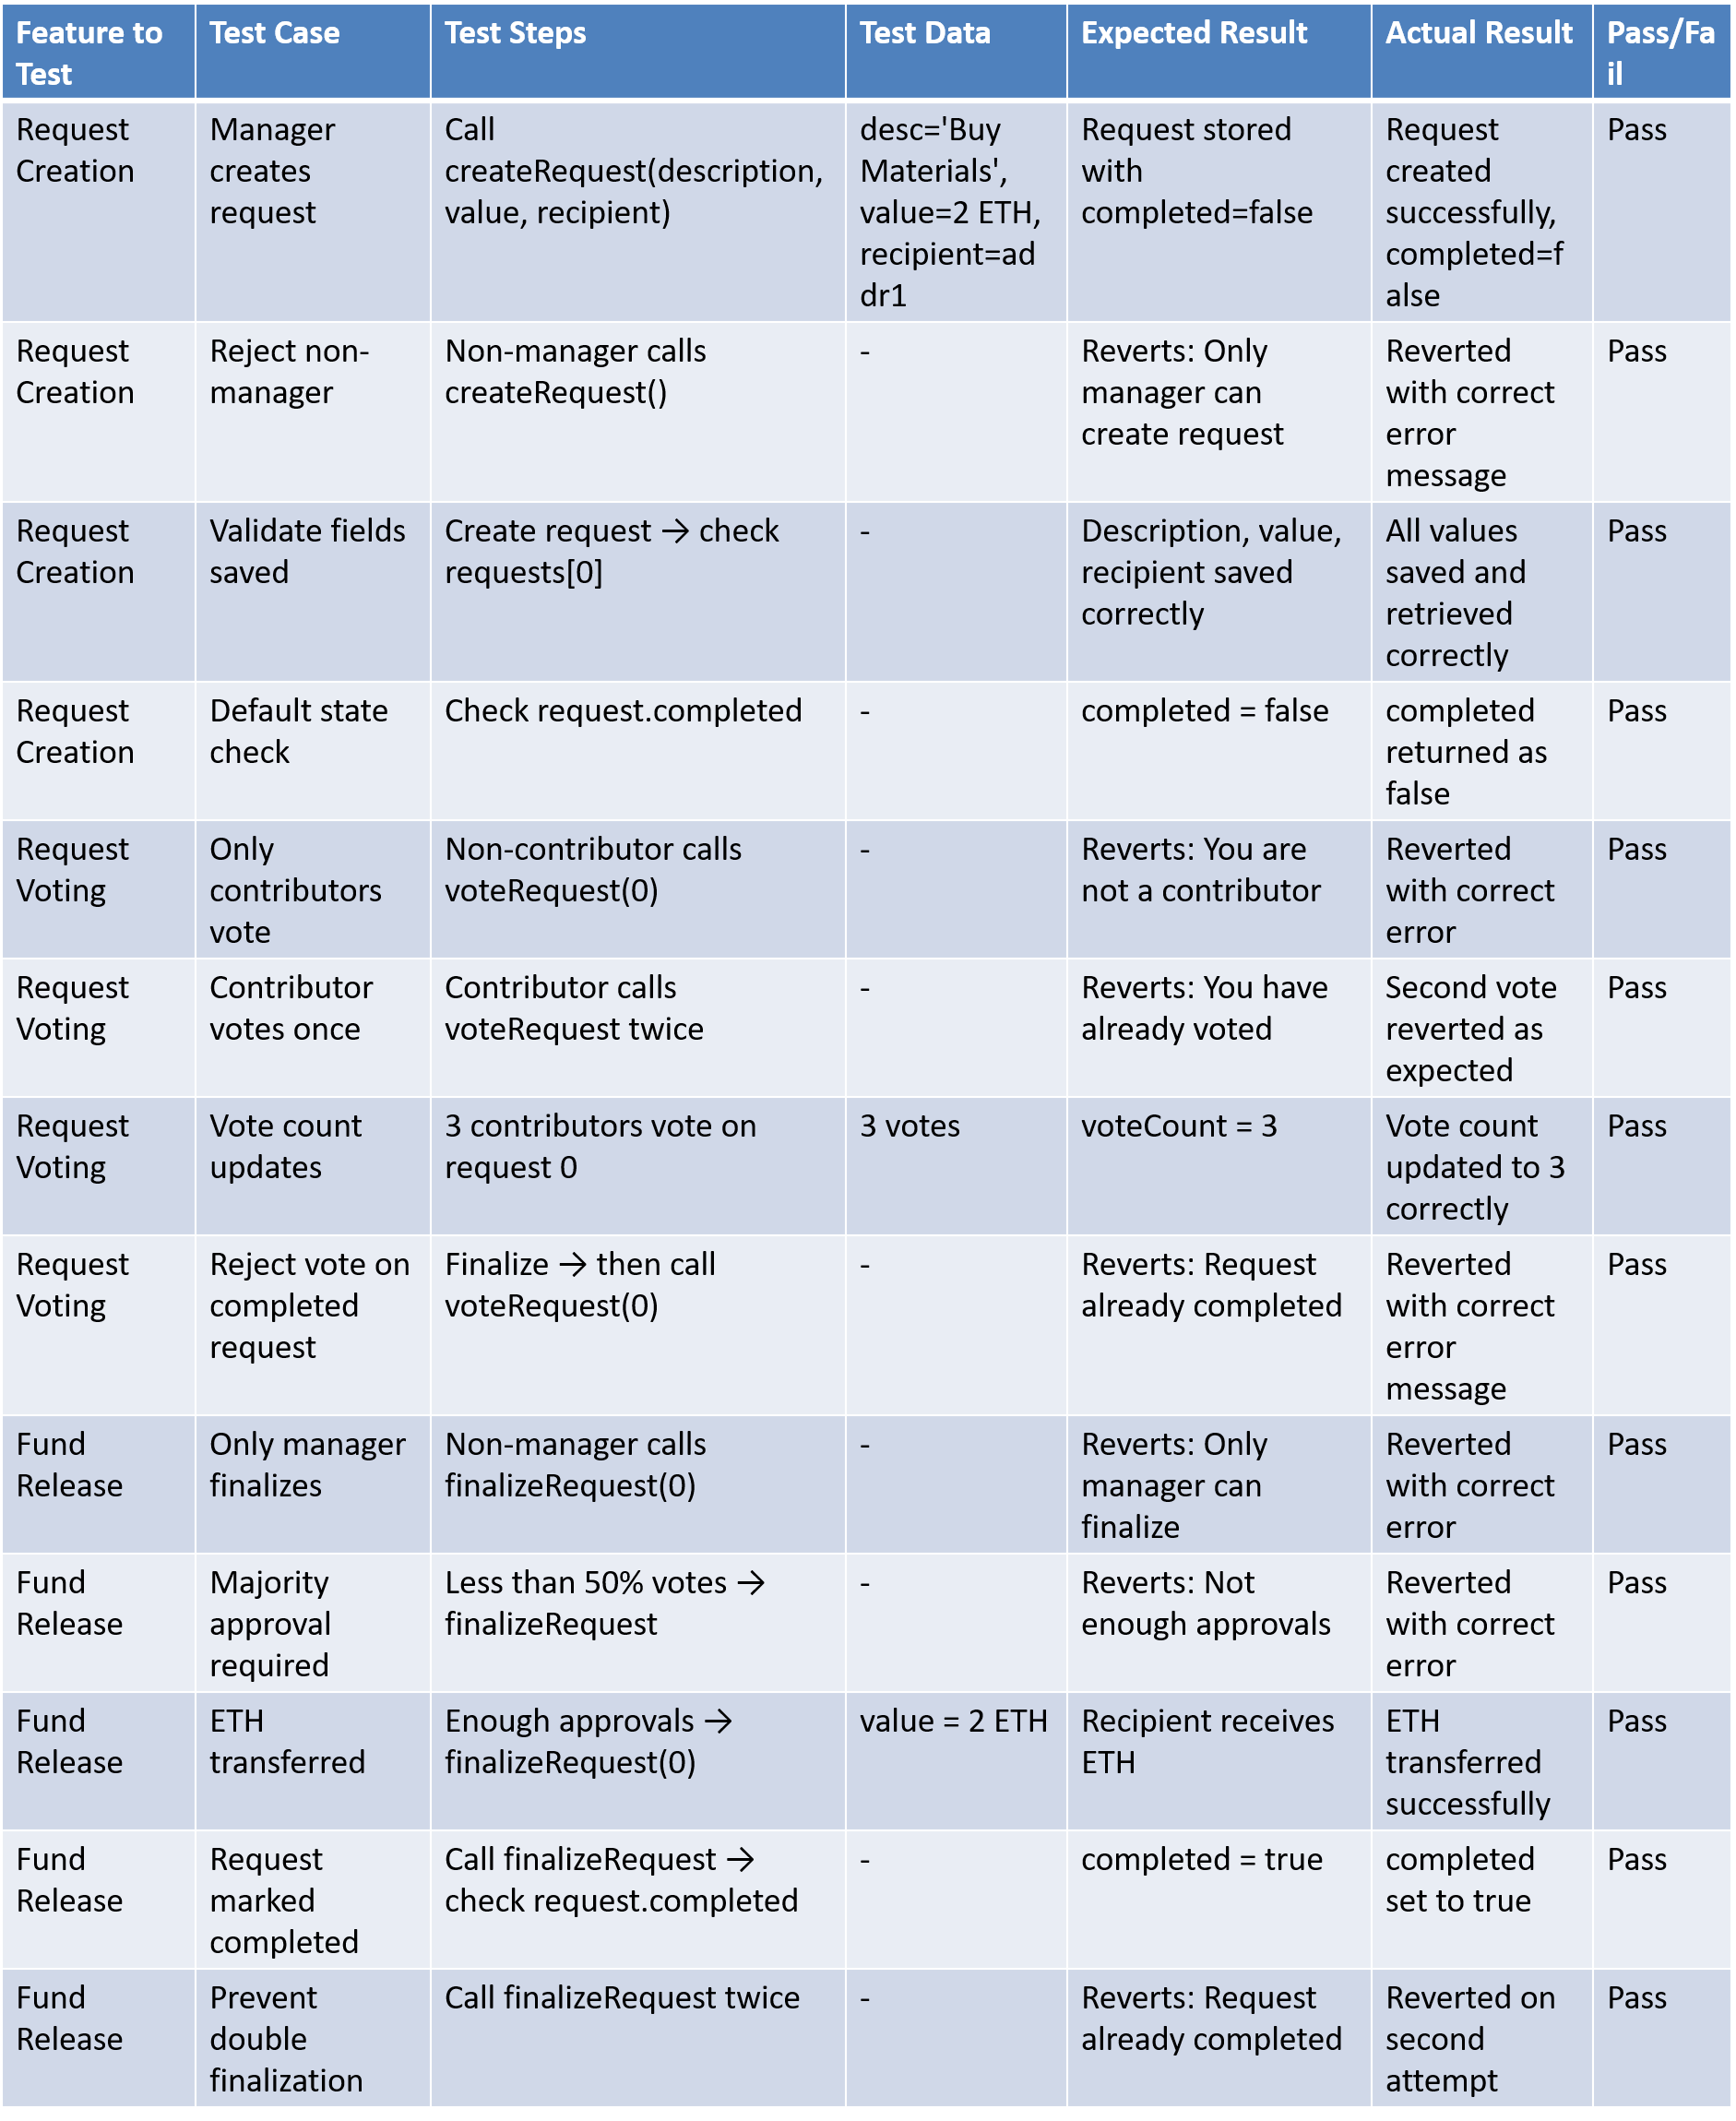 Feature to
Test
Test Case
Test Steps
Test Data
Expected Result
Actual Result
Pass/Fa
il
Request
Creation
Manager
creates
request
Call
createRequest(description,
value, recipient)
desc='Buy
Materials',
value=2 ETH,
recipient=ad
dr1
Request stored
with
completed=false
Request
created
successfully,
completed=f
alse
Pass
Request
Creation
Reject non-
manager
Non-manager calls
createRequest()
-
Reverts: Only
manager can
create request
Reverted
with correct
error
message
Pass
Request
Creation
Validate fields
saved
Create request → check
requests[0]
-
Description, value,
recipient saved
correctly
All values
saved and
retrieved
correctly
Pass
Request
Creation
Default state
check
Check request.completed
-
completed = false
completed
returned as
false
Pass
Request
Voting
Only
contributors
vote
Non-contributor calls
voteRequest(0)
-
Reverts: You are
not a contributor
Reverted
with correct
error
Pass
Request
Voting
Contributor
votes once
Contributor calls
voteRequest twice
-
Reverts: You have
already voted
Second vote
reverted as
expected
Pass
Request
Voting
Vote count
updates
3 contributors vote on
request 0
3 votes
voteCount = 3
Vote count
updated to 3
correctly
Pass
Request
Voting
Reject vote on
completed
request
Finalize → then call
voteRequest(0)
-
Reverts: Request
already completed
Reverted
with correct
error
message
Pass
Fund
Release
Only manager
finalizes
Non-manager calls
finalizeRequest(0)
-
Reverts: Only
manager can
finalize
Reverted
with correct
error
Pass
Fund
Release
Majority
approval
required
Less than 50% votes →
finalizeRequest
-
Reverts: Not
enough approvals
Reverted
with correct
error
Pass
Fund
Release
ETH
transferred
Enough approvals →
finalizeRequest(0)
value = 2 ETH
Recipient receives
ETH
ETH
transferred
successfully
Pass
Fund
Release
Request
marked
completed
Call finalizeRequest →
check request.completed
-
completed = true
completed
set to true
Pass
Fund
Release
Prevent
double
finalization
Call finalizeRequest twice
-
Reverts: Request
already completed
Reverted on
second
attempt
Pass